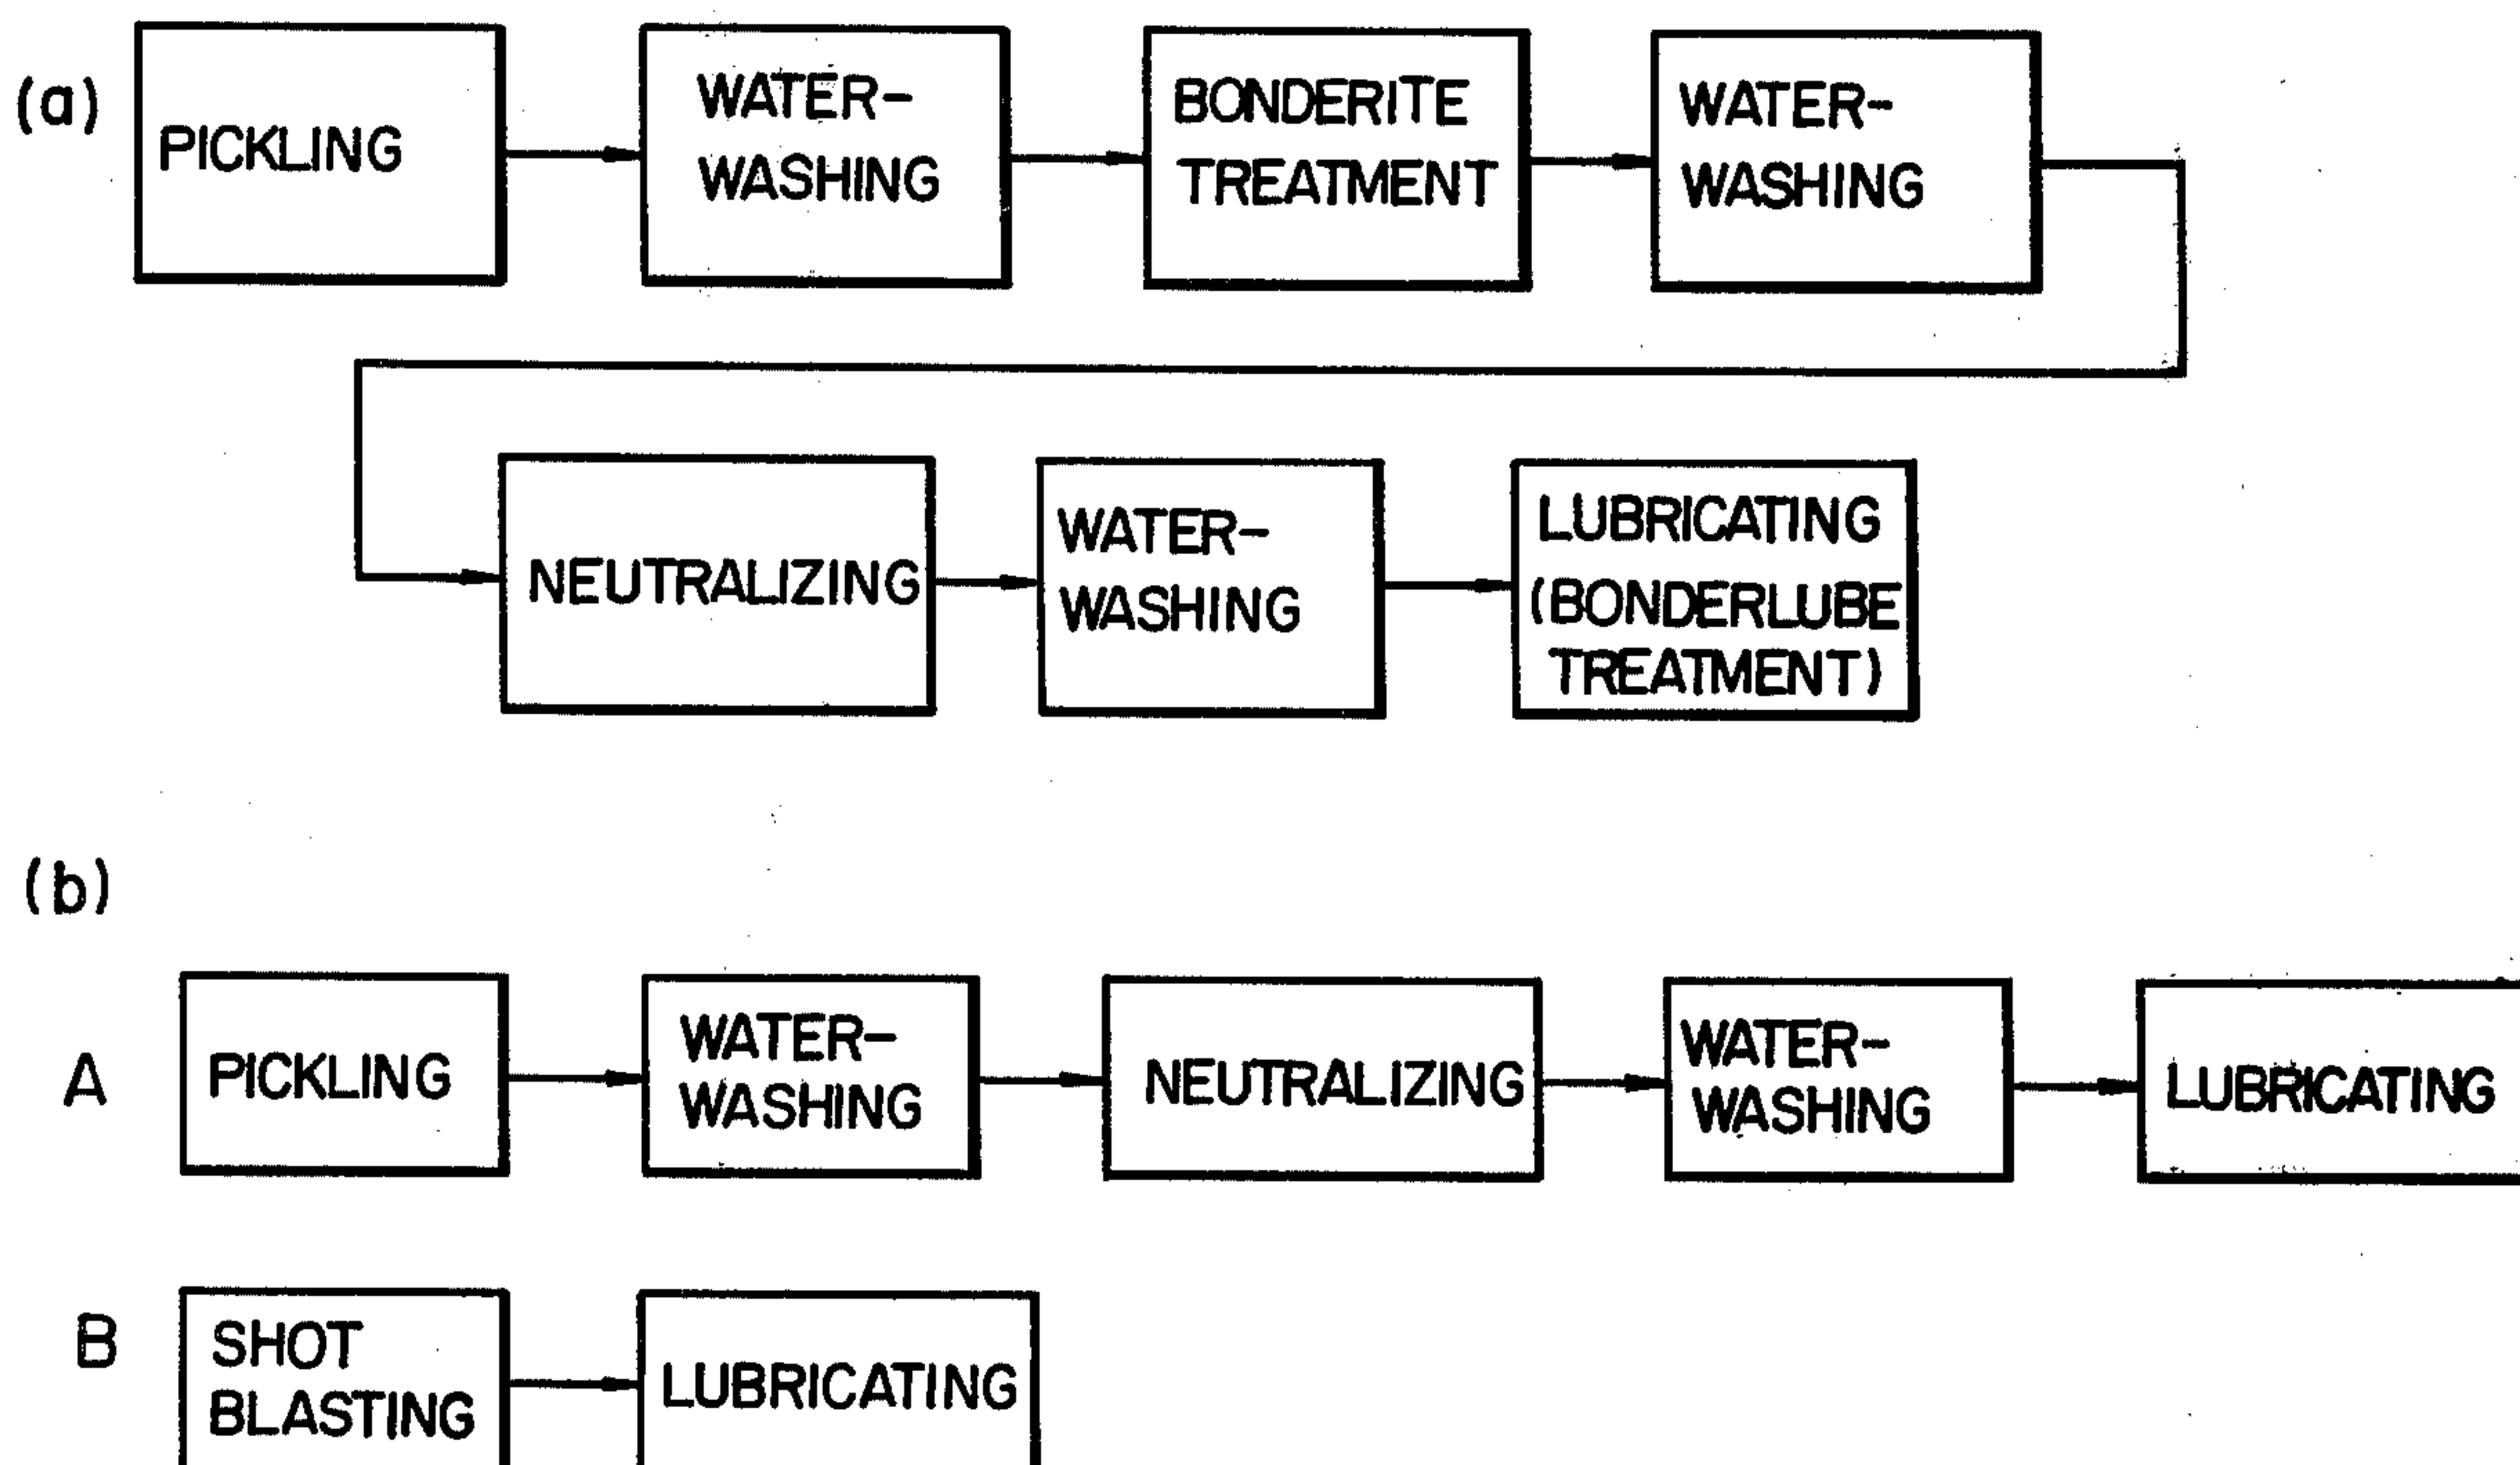 (a)
PICKLING
WATER-
WASHING
BONDERITE
TREATMENT
WATER-
WASHING
NEUTRALIZING
WATER-
WASHING
LUBRICATING
(BONDERLUBE
TREATMENT)
(b)
A
PICKLING
WATER-
WASHING
NEUTRALIZING
WATER-
WASHING
LUBRICATING
B
SHOT
BLASTING
LUBRICATING